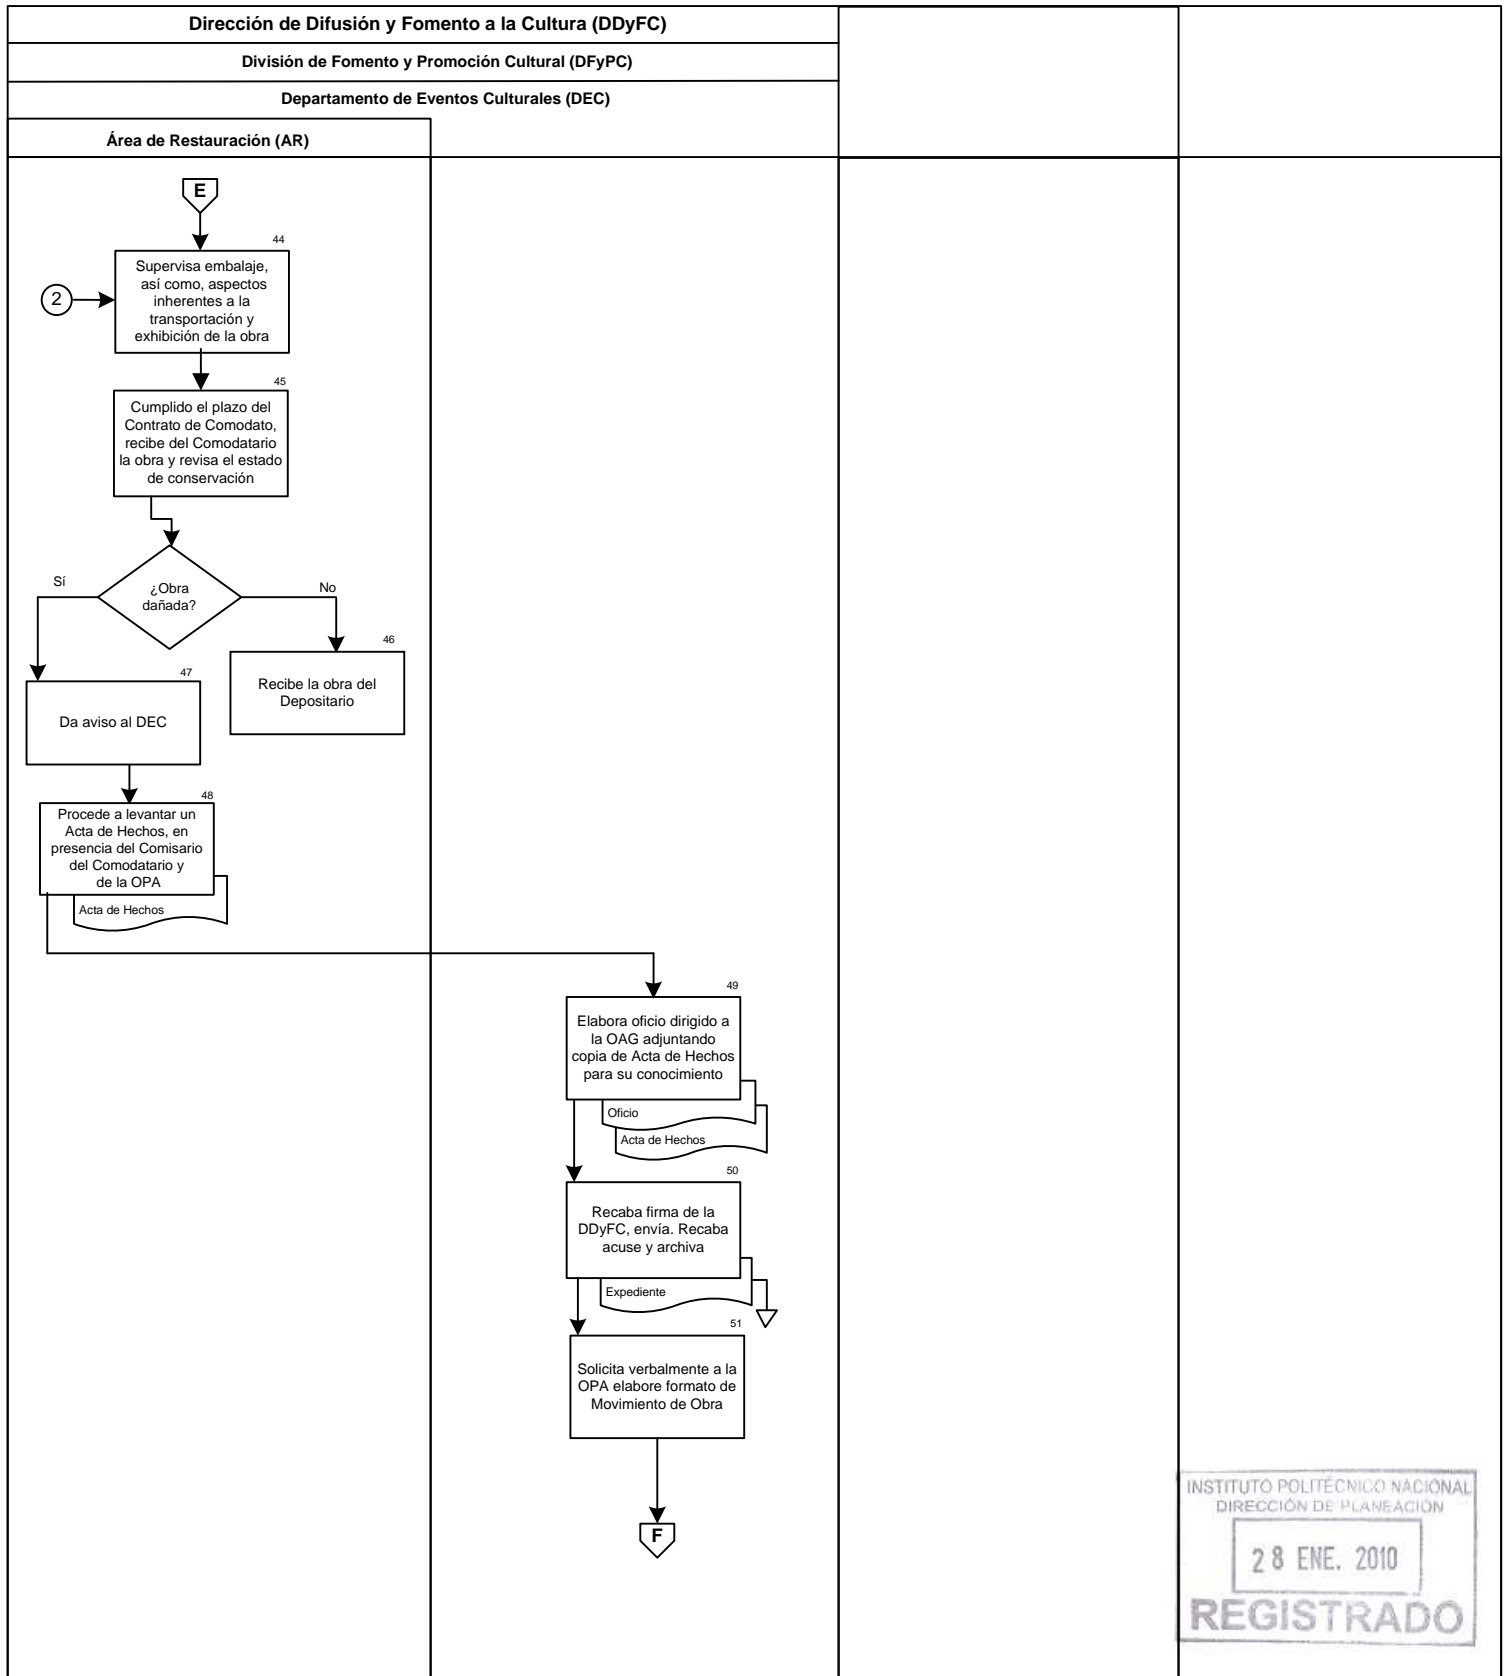 Dirección de Difusión y Fomento a la Cultura (DDyFC)
División de Fomento y Promoción Cultural (DFyPC)
Departamento de Eventos Culturales (DEC)
Área de Restauración (AR)
E
44
Supervisa embalaje,
así como, aspectos
inherentes a la
transportación y
exhibición de la obra
2
45
Cumplido el plazo del
Contrato de Comodato,
recibe del Comodatario
la obra y revisa el estado
de conservación
¿Obra
dañada?
Sí
No
46
Recibe la obra del
Depositario
47
Da aviso al DEC
48
Procede a levantar un
Acta de Hechos, en
presencia del Comisario
del Comodatario y
de la OPA
Acta de Hechos
49
Elabora oficio dirigido a
la OAG adjuntando
copia de Acta de Hechos
para su conocimiento
Oficio
Acta de Hechos
50
Recaba firma de la
DDyFC, envía. Recaba
acuse y archiva
Expediente
51
Solicita verbalmente a la
OPA elabore formato de
Movimiento de Obra
F
INSTITUTO POLITÉCNICO NACIONAL
DIRECCIÓN DE PLANEACIÓN
28 ENE. 2010
REGISTRADO